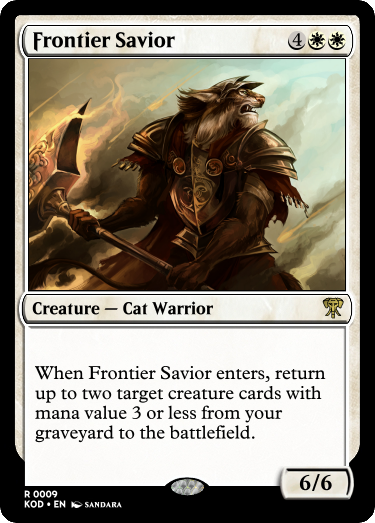 Frontier Savior 4
Creature — Cat Warrior
When Frontier Savior enters, return
up to two target creature cards with
mana value 3 or less from your
graveyard to the battlefield.
6/6
R 0009
KOD • EN SANDARA